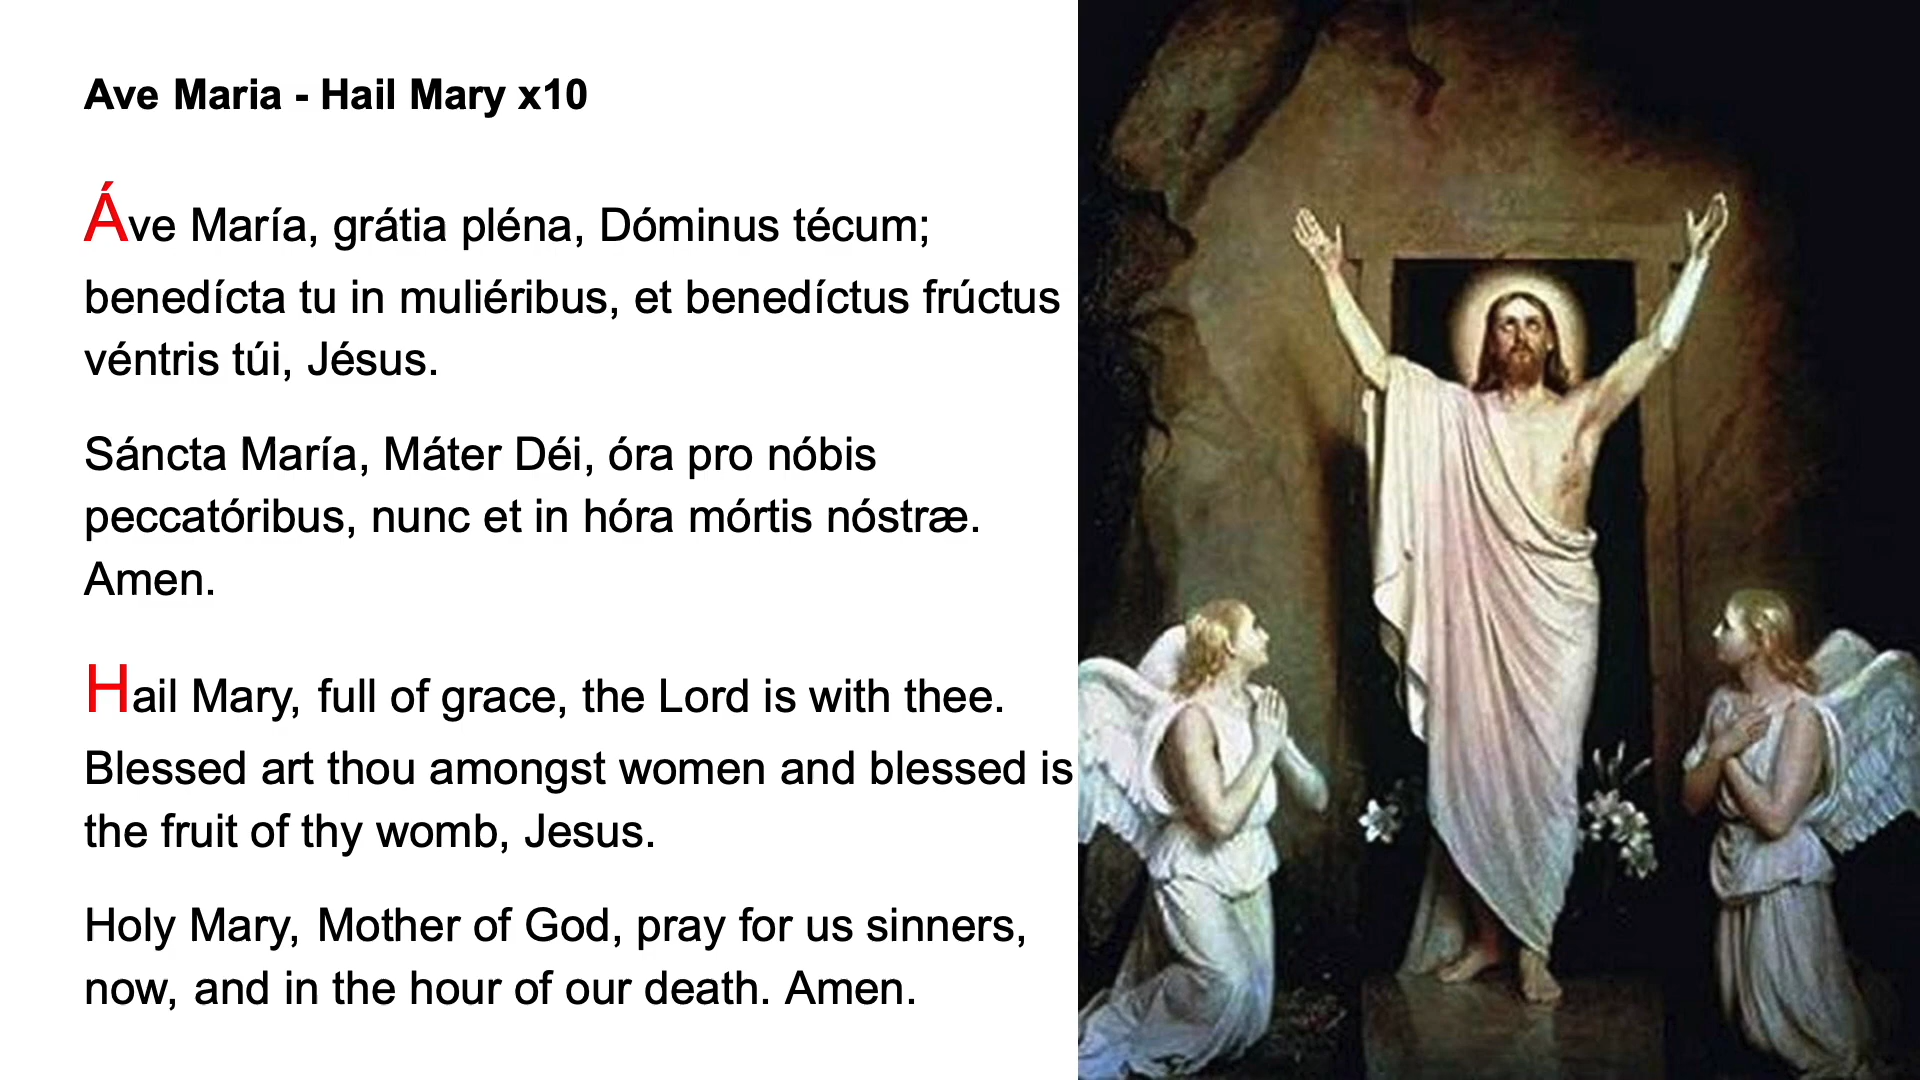 Ave Maria - Hail Mary x10
Áve María, grátia pléna, Dóminus técum;
benedícta tu in muliéribus, et benedíctus frúctus
véntris túi, Jésus.
Sáncta María, Máter Déi, óra pro nóbis
peccatóribus, nunc et in hóra mórtis nóstræ.
Amen.
Hail Mary, full of grace, the Lord is with thee.
Blessed art thou amongst women and blessed is
the fruit of thy womb, Jesus.
Holy Mary, Mother of God, pray for us sinners,
now, and in the hour of our death. Amen.